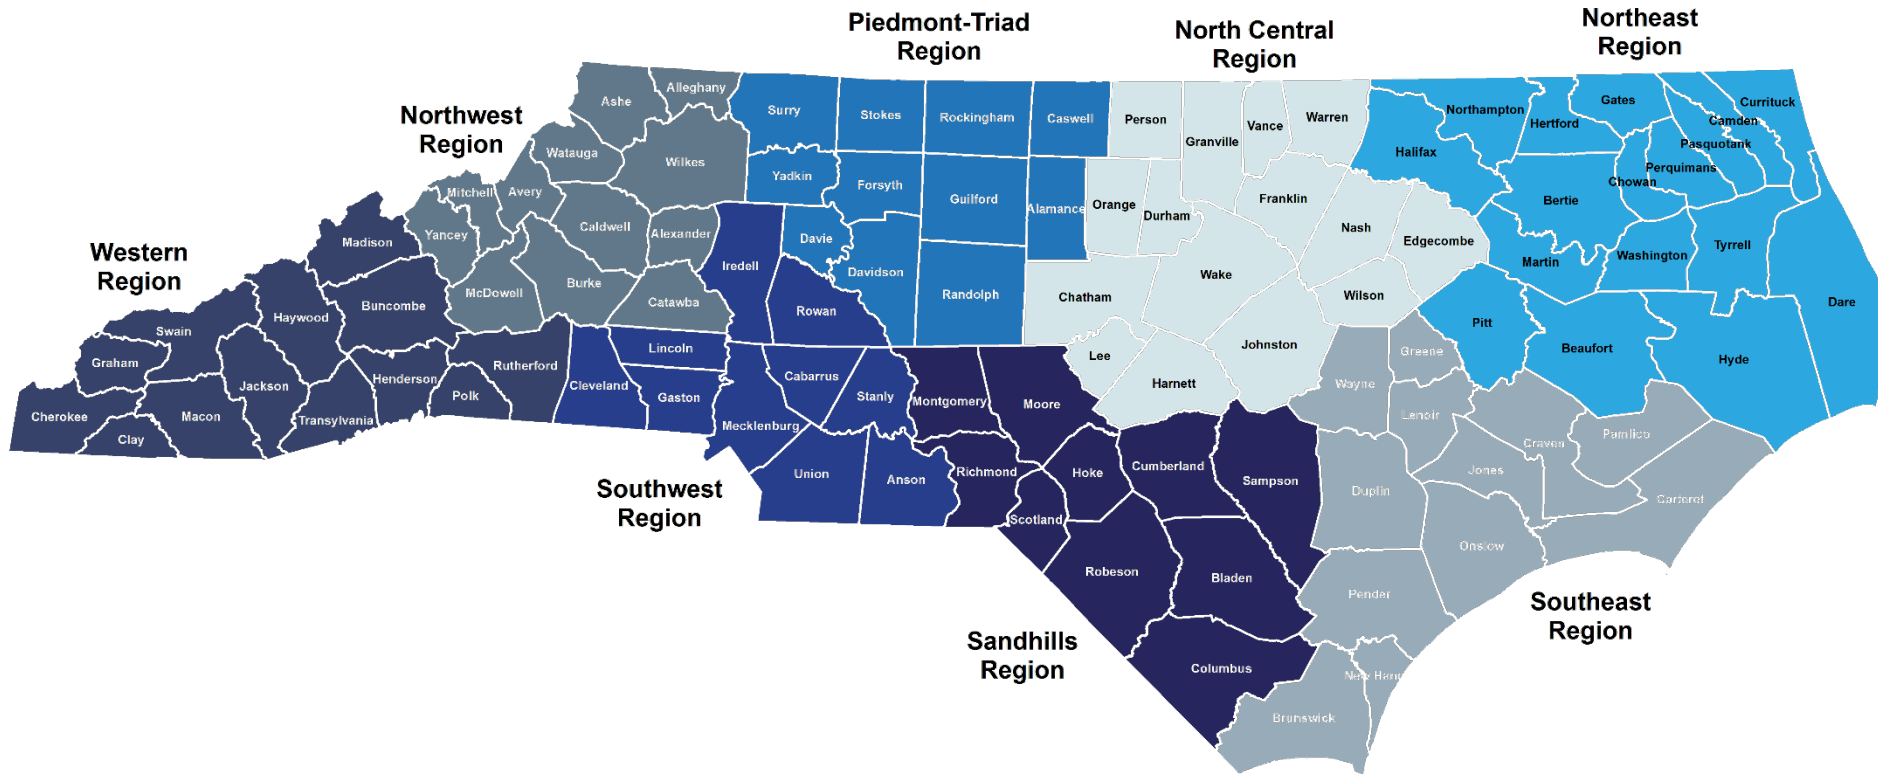 Piedmont-Triad
Region
North Central
Region
Northeast
Region
Northwest
Region
Western
Region
Southwest
Region
Sandhills
Region
Southeast
Region
Ashe
Alleghany
Watauga
Wilkes
Mitchell
Avery
Yancey
Caldwell
Alexander
McDowell
Burke
Catawba
Madison
Buncombe
Haywood
Swain
Graham
Jackson
Henderson
Rutherford
Polk
Cherokee
Macon
Transylvania
Clay
Surry
Stokes
Rockingham
Caswell
Yadkin
Forsyth
Guilford
Alamance
Davie
Davidson
Randolph
Iredell
Rowan
Lincoln
Cleveland
Gaston
Cabarrus
Stanly
Mecklenburg
Union
Anson
Person
Granville
Vance
Warren
Orange
Durham
Franklin
Nash
Edgecombe
Wake
Chatham
Wilson
Lee
Johnston
Harnett
Northampton
Gates
Currituck
Hertford
Camden
Halifax
Pasquotank
Perquimans
Chowan
Bertie
Martin
Washington
Tyrrell
Dare
Pitt
Beaufort
Hyde
Montgomery
Moore
Richmond
Hoke
Cumberland
Sampson
Scotland
Robeson
Bladen
Columbus
Greene
Wayne
Lenoir
Craven
Pamlico
Jones
Duplin
Carteret
Onslow
Pender
New Han
Brunswick